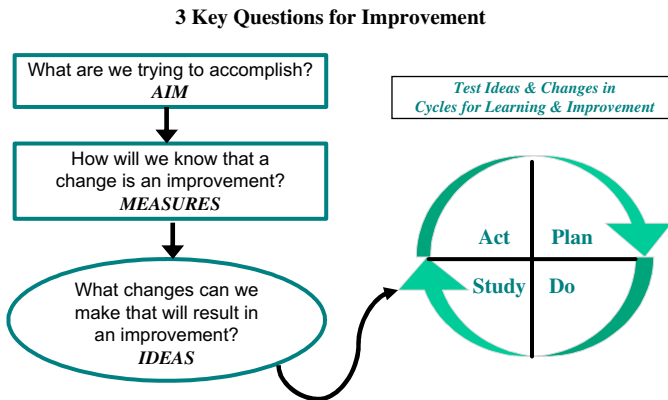 3 Key Questions for Improvement
What are we trying to accomplish?
AIM
How will we know that a
change is an improvement?
MEASURES
What changes can we
make that will result in
an improvement?
IDEAS
Test Ideas & Changes in
Cycles for Learning & Improvement
Act Plan
Study Do